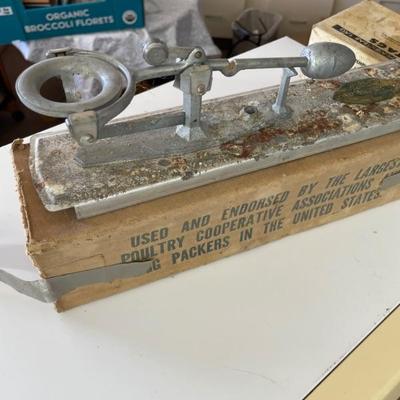 ORGANIC
BROCCOLI FLORETS
USED AND ENDORSED BY THE LARGEST
POULTRY COOPERATIVE ASSOCIATIONS
PACKERS IN THE UNITED STATES.